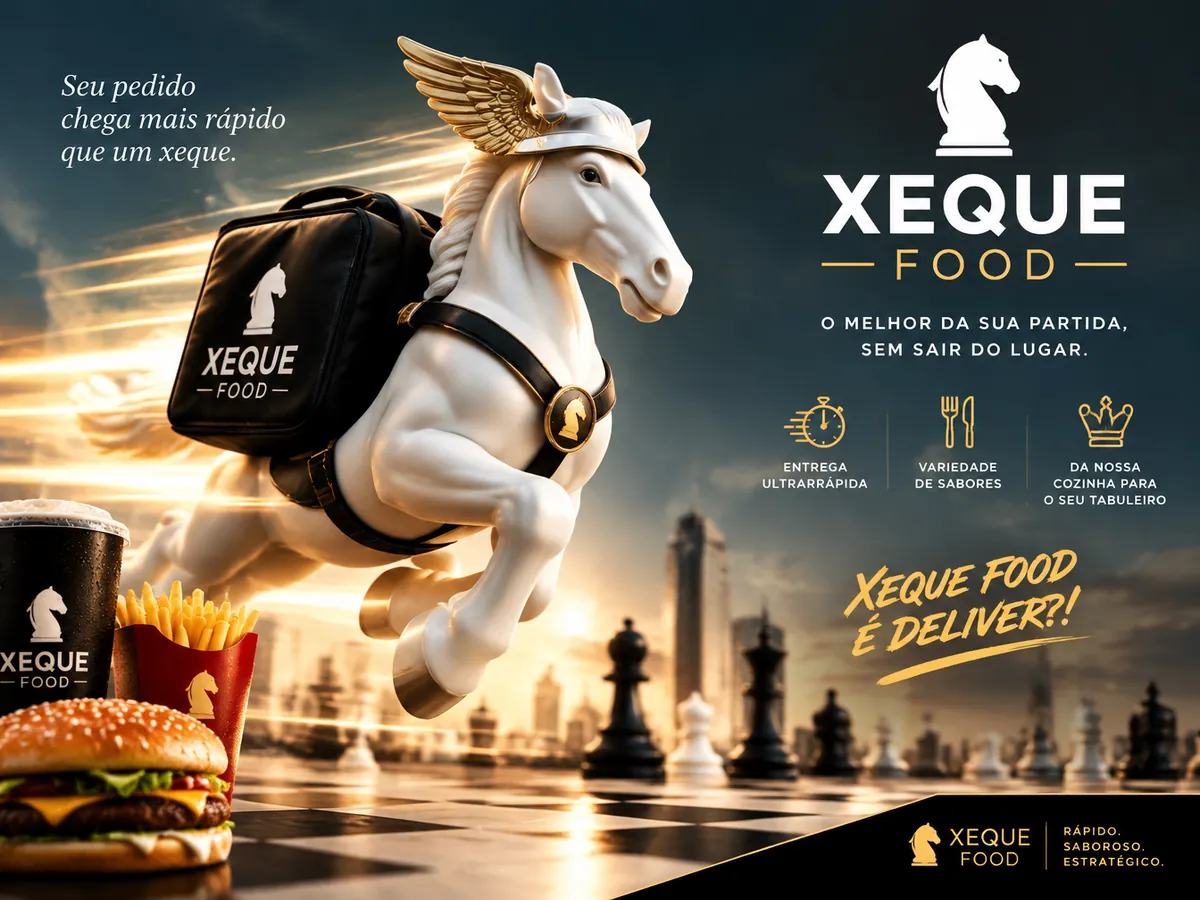 Seu pedido
chega mais rápido
que um xeque.
XEQUE
FOOD
O MELHOR DA SUA PARTIDA,
SEM SAIR DO LUGAR.
ENTREGA
ULTRARRÁPIDA
VARIEDADE
DE SABORES
DA NOSSA
COZINHA PARA
O SEU TABULEIRO
XEQUE FOOD
É DELIVER?!
XEQUE
FOOD
XEQUE
FOOD
XEQUE
FOOD
RÁPIDO.
SABOROSO.
ESTRATÉGICO.